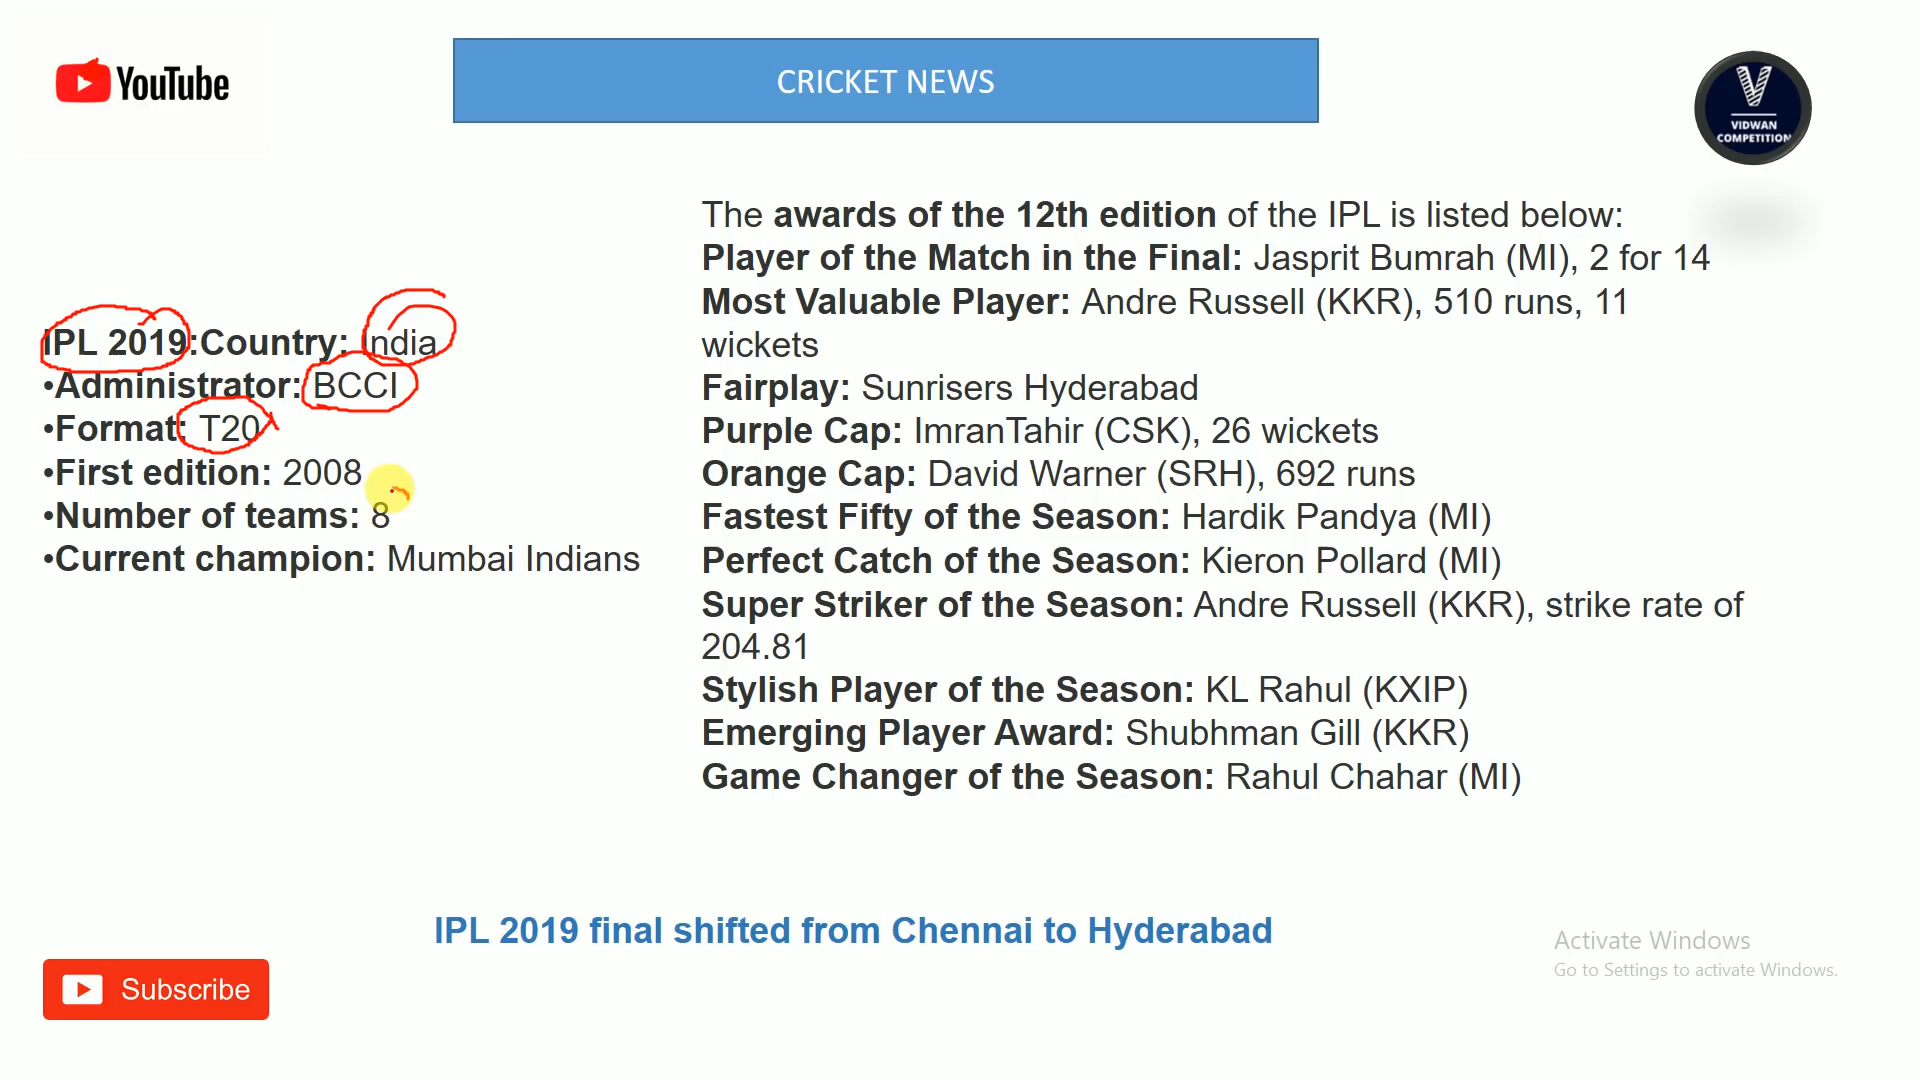 YouTube
CRICKET NEWS
VIDWAN
COMPETITION
IPL 2019:Country: India
•Administrator: BCCI
•Format: T20
•First edition: 2008
•Number of teams: 8
•Current champion: Mumbai Indians
The awards of the 12th edition of the IPL is listed below:
Player of the Match in the Final: Jasprit Bumrah (MI), 2 for 14
Most Valuable Player: Andre Russell (KKR), 510 runs, 11
wickets
Fairplay: Sunrisers Hyderabad
Purple Cap: ImranTahir (CSK), 26 wickets
Orange Cap: David Warner (SRH), 692 runs
Fastest Fifty of the Season: Hardik Pandya (MI)
Perfect Catch of the Season: Kieron Pollard (MI)
Super Striker of the Season: Andre Russell (KKR), strike rate of
204.81
Stylish Player of the Season: KL Rahul (KXIP)
Emerging Player Award: Shubhman Gill (KKR)
Game Changer of the Season: Rahul Chahar (MI)
IPL 2019 final shifted from Chennai to Hyderabad
Activate Windows
Go to Settings to activate Windows.
Subscribe